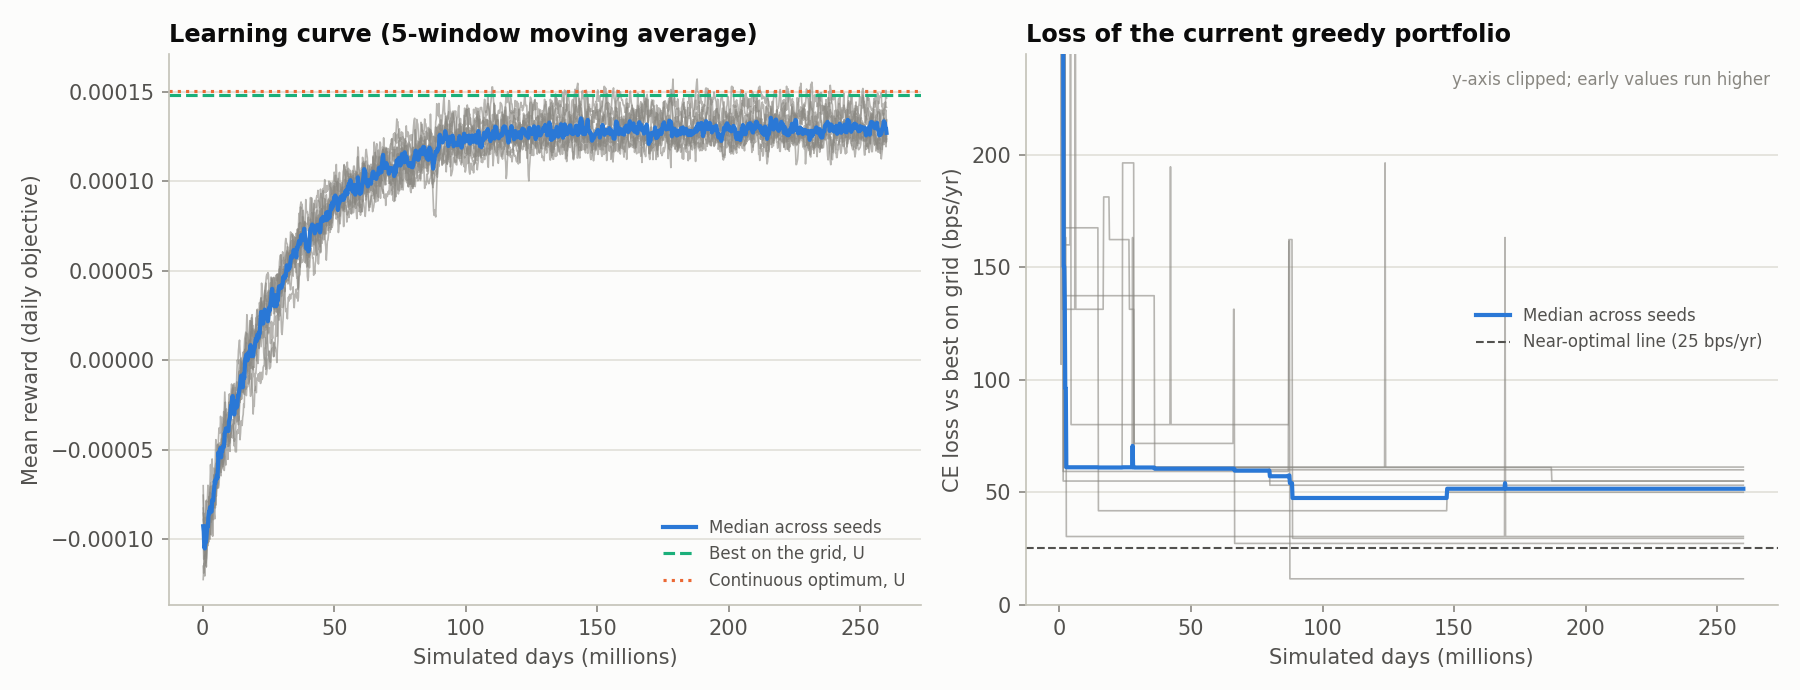 Learning curve (5-window moving average)
Mean reward (daily objective)
0.00015
0.00010
0.00005
0.00000
−0.00005
−0.00010
Median across seeds
Best on the grid, U
Continuous optimum, U
0
50
100
150
200
250
Simulated days (millions)
Loss of the current greedy portfolio
y-axis clipped; early values run higher
CE loss vs best on grid (bps/yr)
200
150
100
50
0
Median across seeds
Near-optimal line (25 bps/yr)
0
50
100
150
200
250
Simulated days (millions)